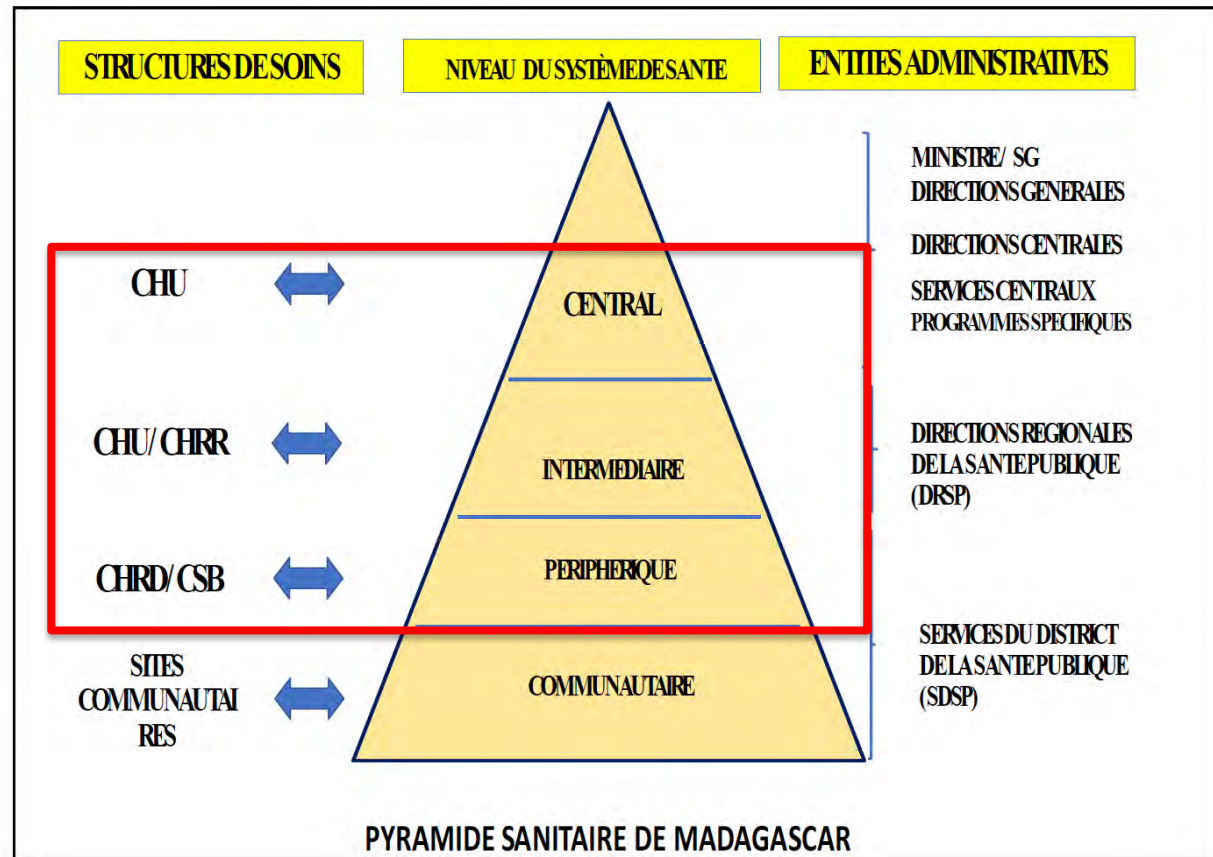 STRUCTURES DE SOINS
NIVEAU DU SYSTÈME DE SANTE
ENTITES ADMINISTRATIVES
MINISTRE/ SG
DIRECTIONS GENERALES
DIRECTIONS CENTRALES
SERVICES CENTRAUX
PROGRAMMES SPECIFIQUES
CHU
CENTRAL
CHU/ CHRR
INTERMEDIAIRE
DIRECTIONS REGIONALES
DE LA SANTE PUBLIQUE
(DRSP)
CHRD/ CSB
PERIPHERIQUE
SITES
COMMUNAUTAI
RES
COMMUNAUTAIRE
SERVICES DU DISTRICT
DE LA SANTE PUBLIQUE
(SDSP)
PYRAMIDE SANITAIRE DE MADAGASCAR